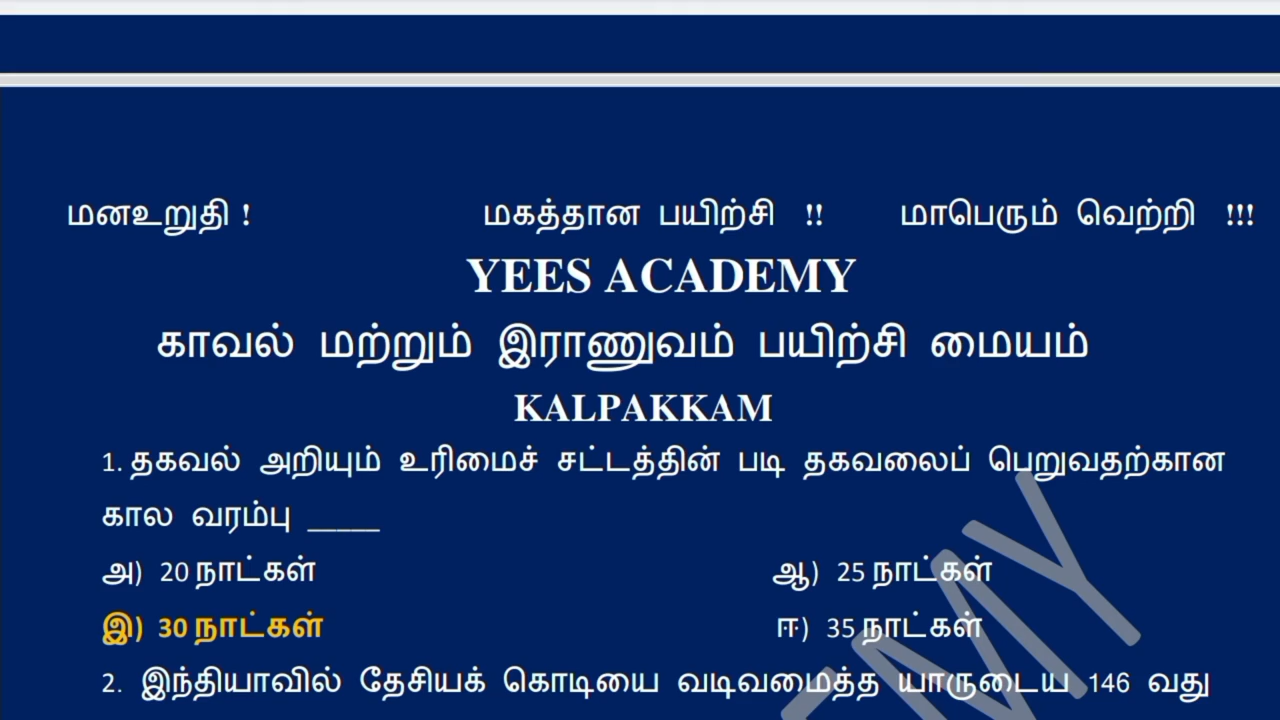 மனஉறுதி ! மகத்தான பயிற்சி !! மாபெரும் வெற்றி !!!
YEES ACADEMY
காவல் மற்றும் இராணுவம் பயிற்சி மையம்
KALPAKKAM
1. தகவல் அறியும் உரிமைச் சட்டத்தின் படி தகவலைப் பெறுவதற்கான
கால வரம்பு _____
அ) 20 நாட்கள் ஆ) 25 நாட்கள்
இ) 30 நாட்கள் ஈ) 35 நாட்கள்
2. இந்தியாவில் தேசியக் கொடியை வடிவமைத்த யாருடைய 146 வது